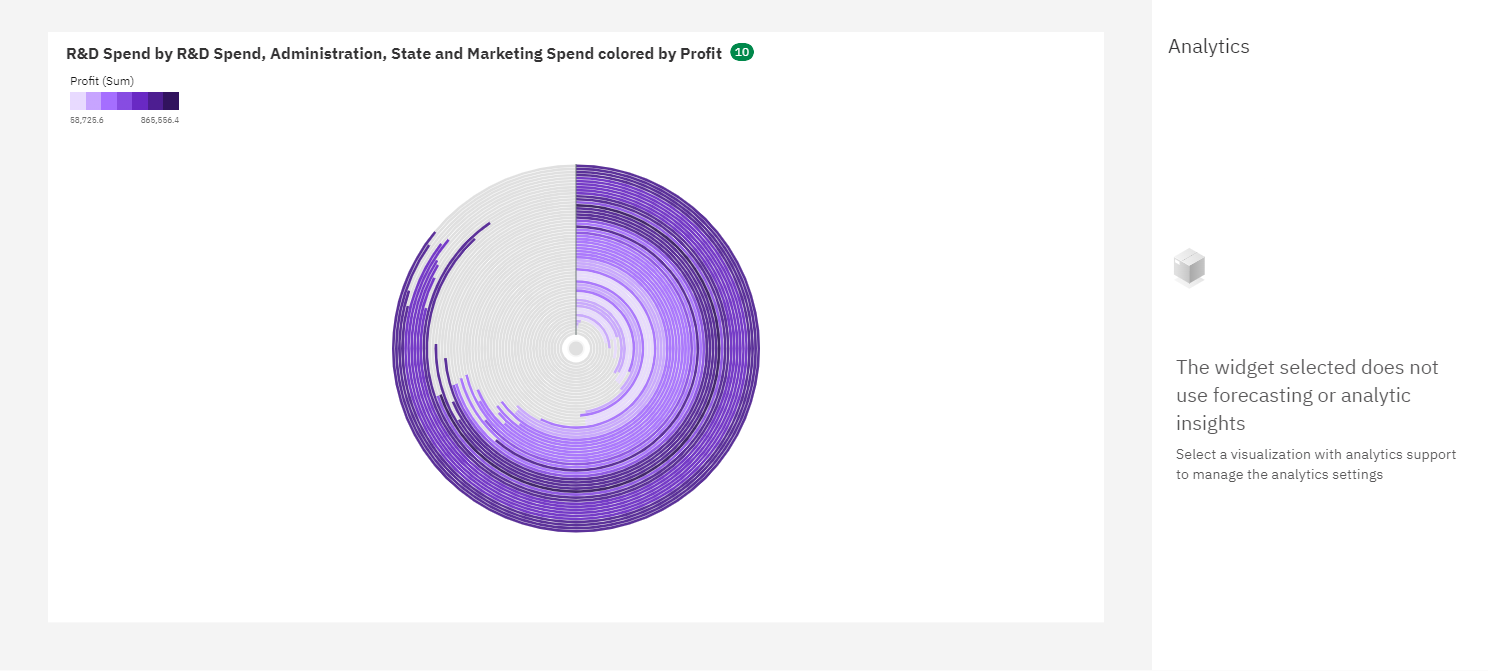 R&D Spend by R&D Spend, Administration, State and Marketing Spend colored by Profit 10
Profit (Sum)
58,725.6 865,556.4
Analytics
The widget selected does not
use forecasting or analytic
insights
Select a visualization with analytics support
to manage the analytics settings